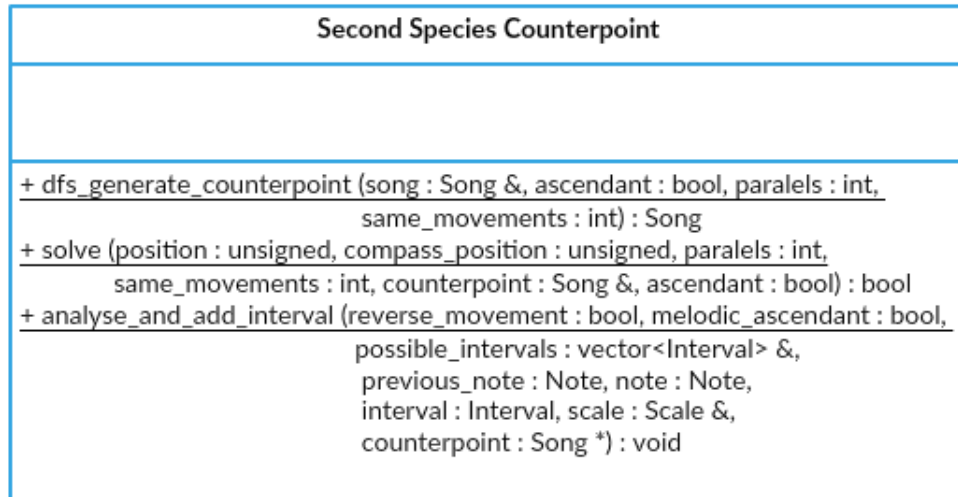 Second Species Counterpoint
+ dfs_generate_counterpoint (song : Song &, ascendant : bool, paralels : int,
same_movements : int) : Song
+ solve (position : unsigned, compass_position : unsigned, paralels : int,
same_movements : int, counterpoint : Song &, ascendant : bool) : bool
+ analyse_and_add_interval (reverse_movement : bool, melodic_ascendant : bool,
possible_intervals : vector<Interval> &,
previous_note : Note, note : Note,
interval : Interval, scale : Scale &,
counterpoint : Song *) : void